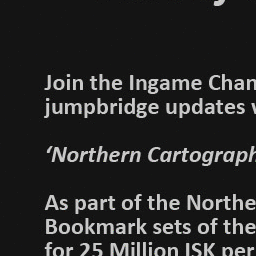 Join the Ingame Chan
jumpbridge updates
‘Northern Cartograph
As part of the Northe
Bookmark sets of the
for 25 Million ISK per